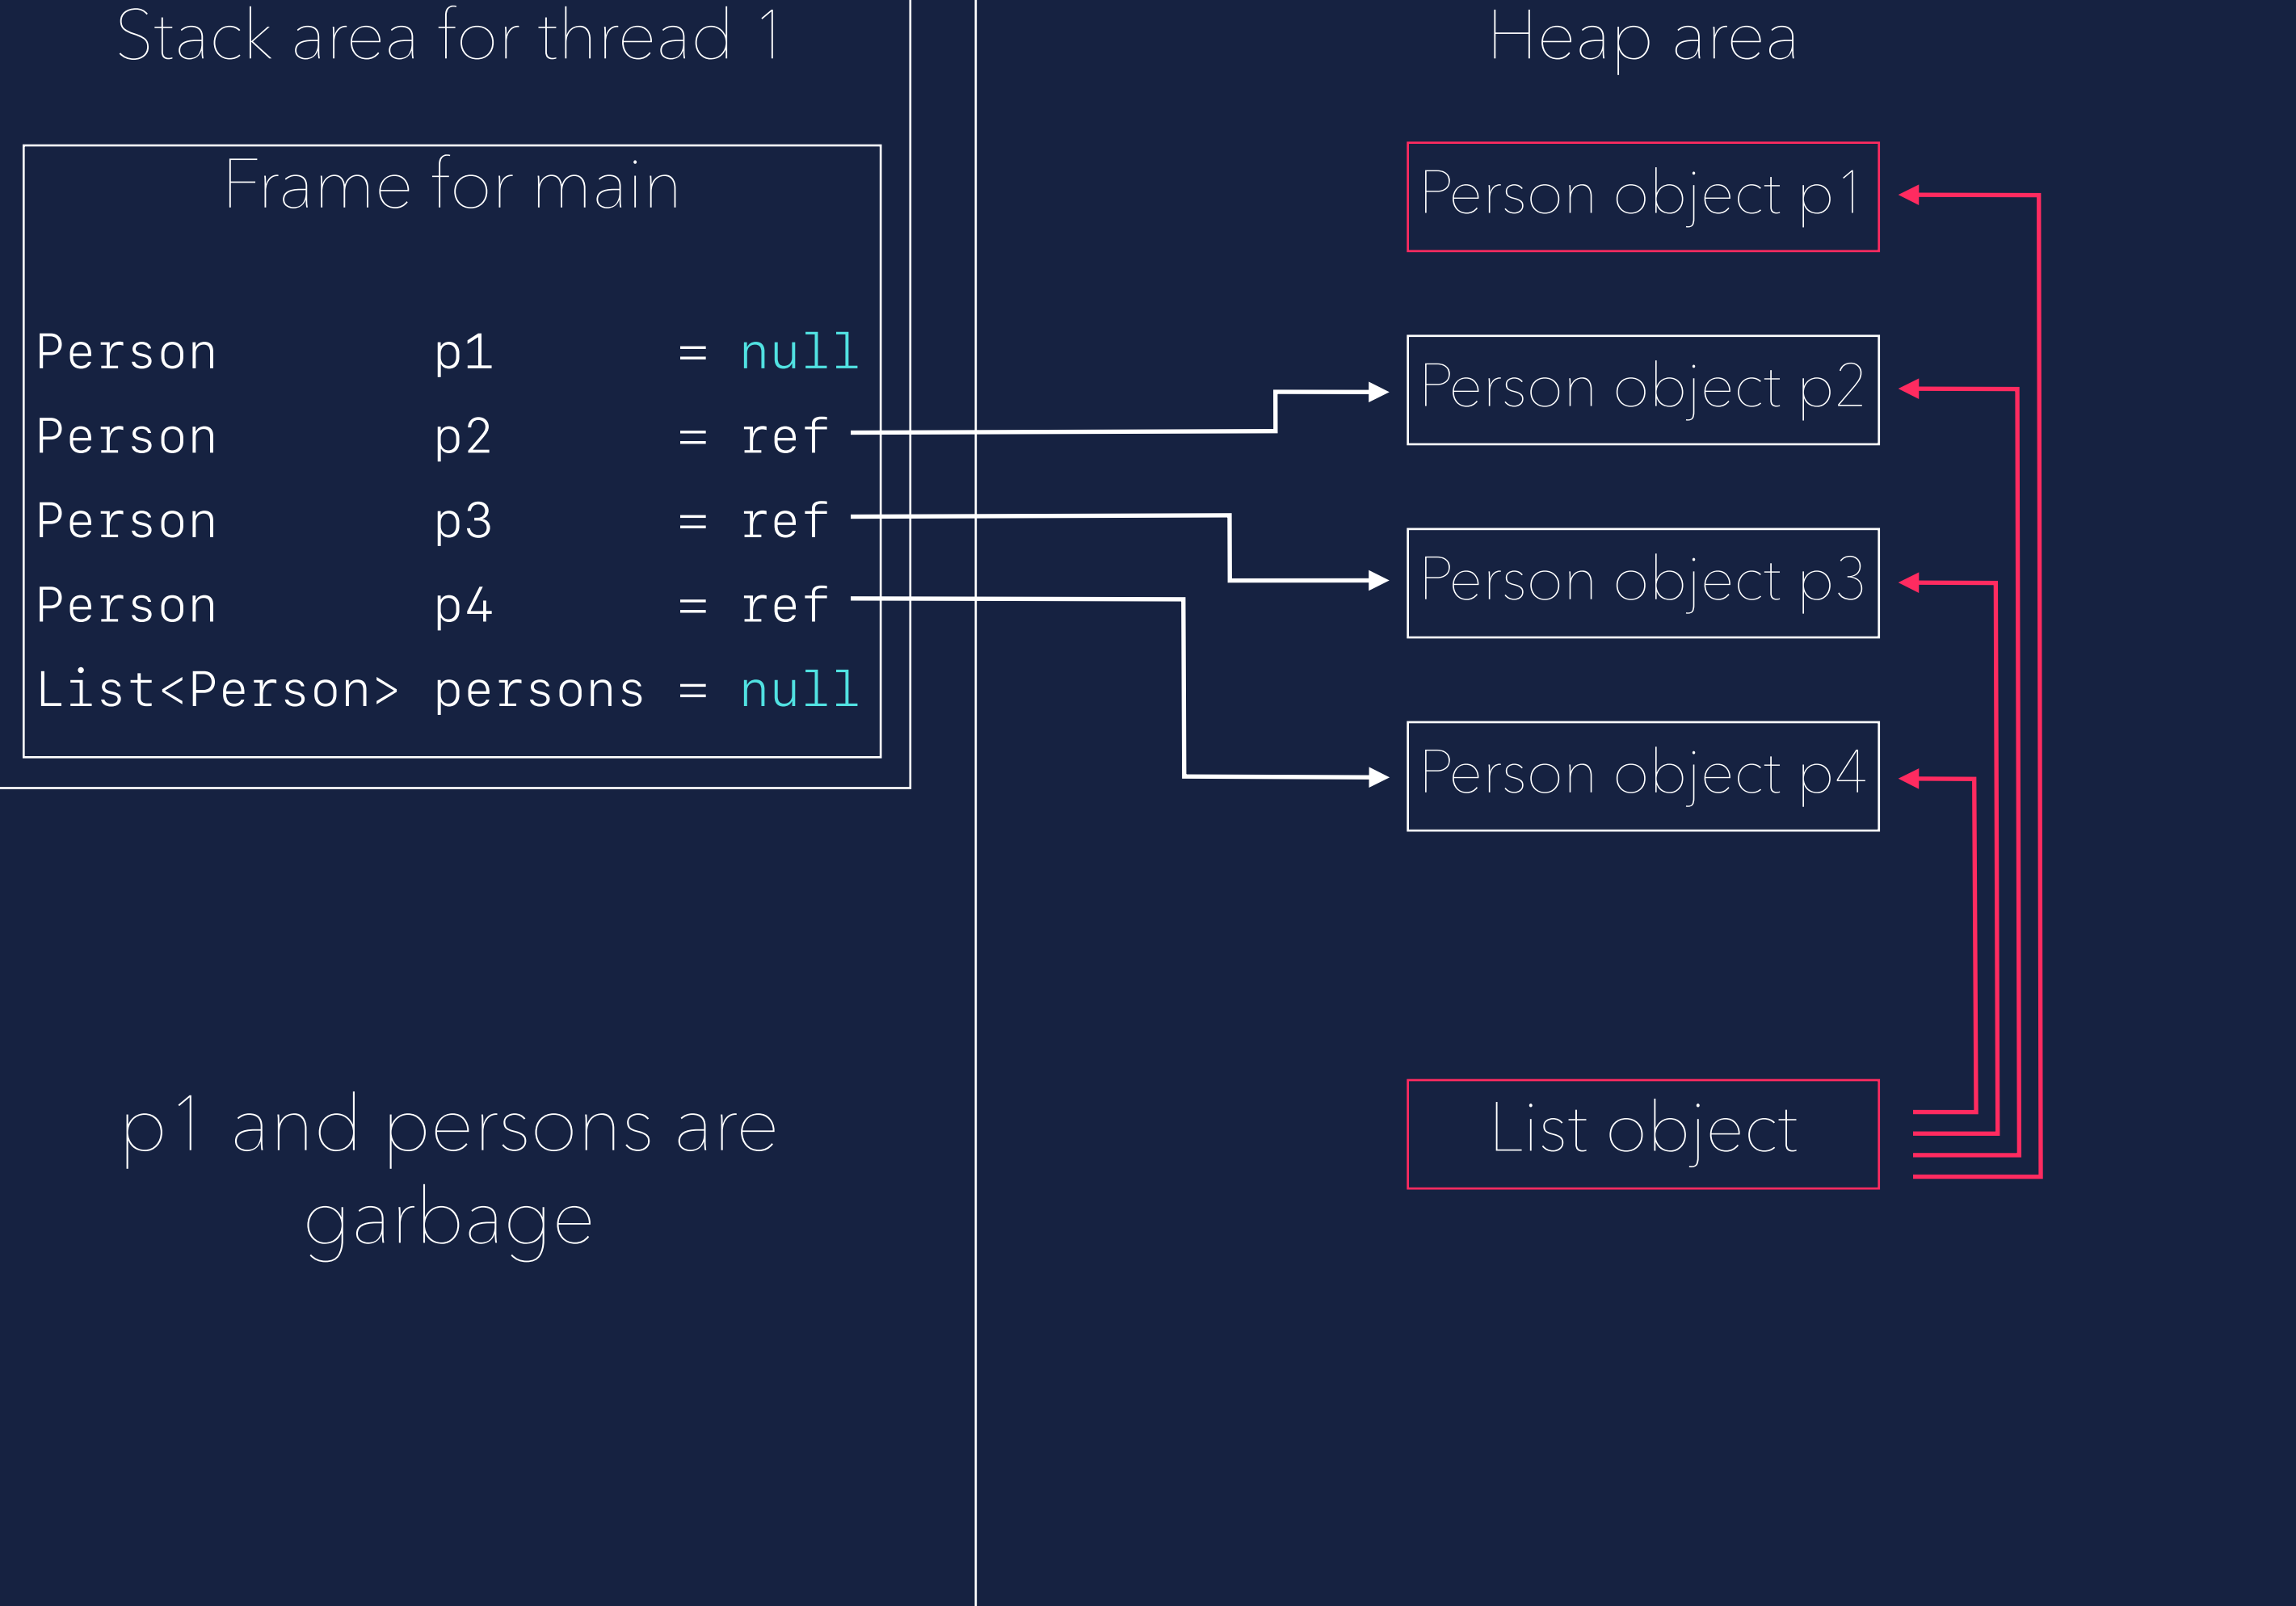 Stack area for thread 1
Frame for main
Person p1 = null
Person p2 = ref
Person p3 = ref
Person p4 = ref
List<Person> persons = null
p1 and persons are
garbage
Heap area
Person object p1
Person object p2
Person object p3
Person object p4
List object